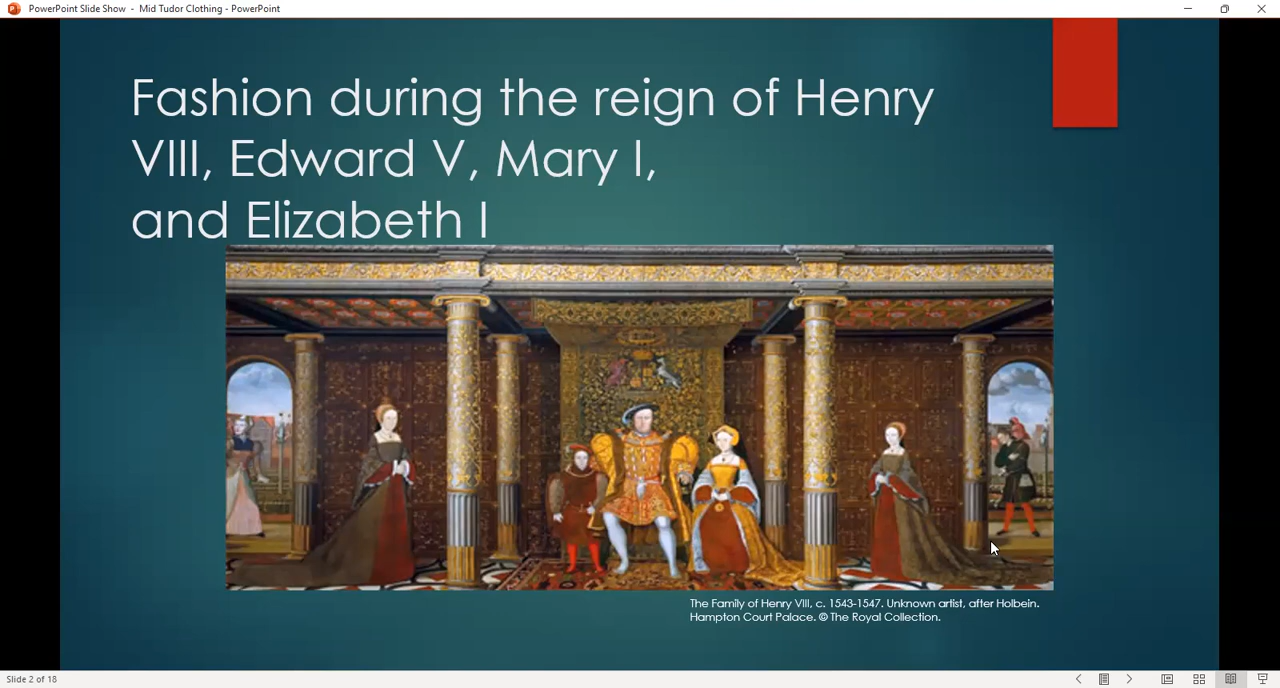 PowerPoint Slide Show - Mid Tudor Clothing - PowerPoint
Fashion during the reign of Henry
VIII, Edward V, Mary I,
and Elizabeth I
The Family of Henry VIII, c. 1543-1547. Unknown artist, after Holbein.
Hampton Court Palace. © The Royal Collection.
Slide 2 of 18